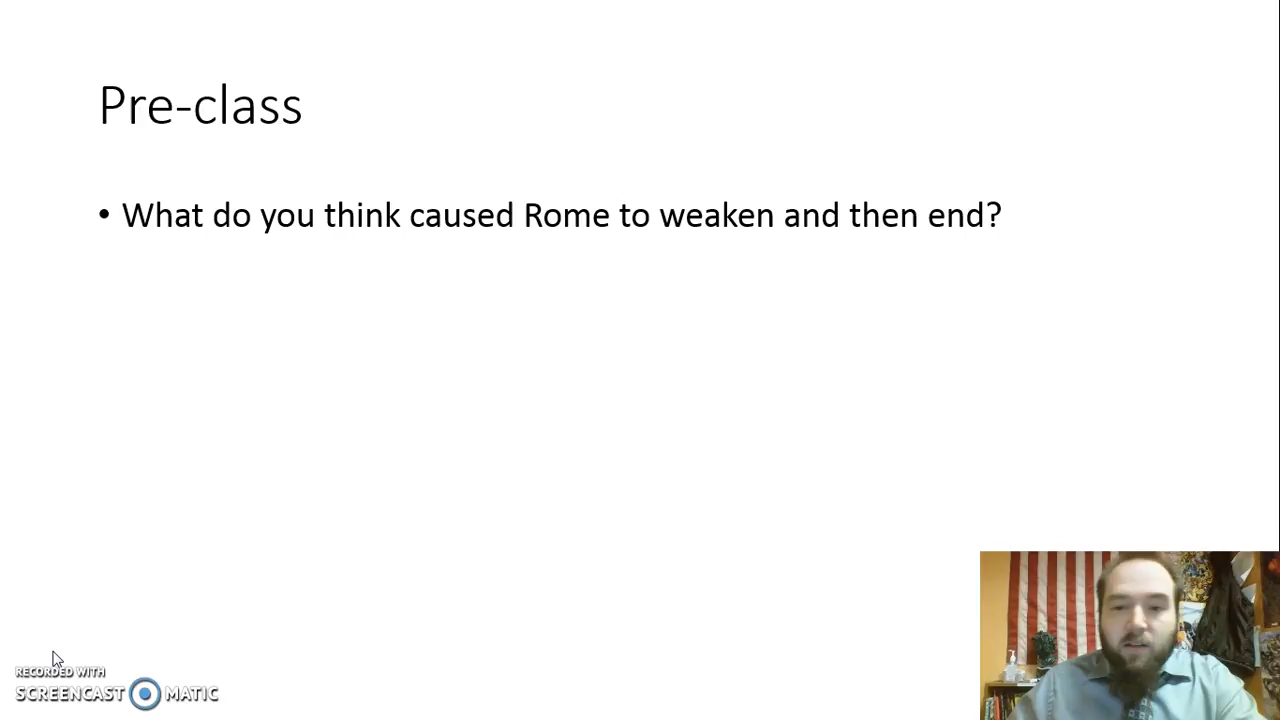 Pre-class
• What do you think caused Rome to weaken and then end?
RECORDED WITH
SCREENCAST MATIC